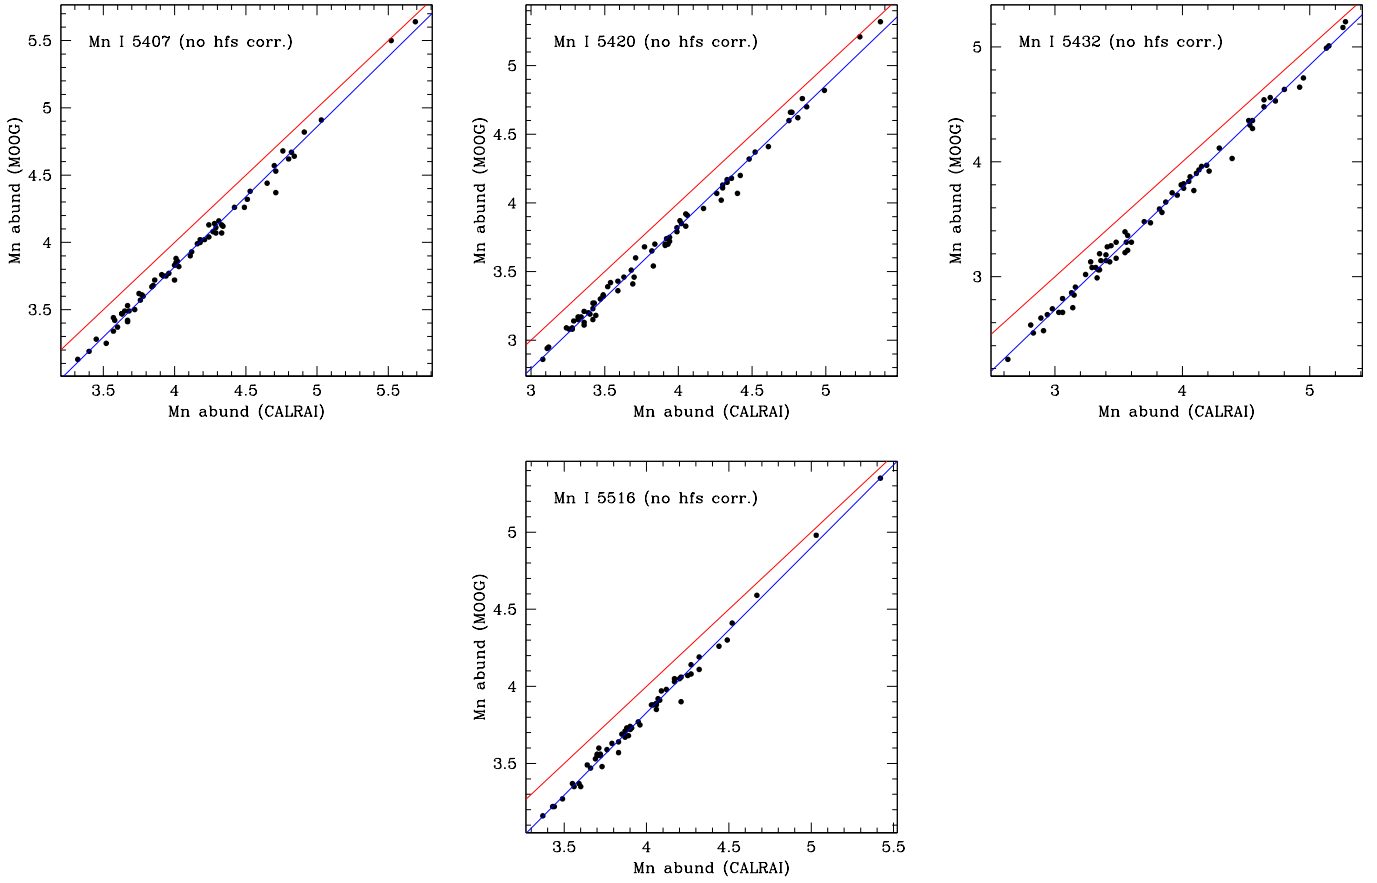 Mn I 5407 (no hfs corr.)
5.5
5
4.5
4
3.5
Mn abund (MOOG)
3.5 4 4.5 5 5.5
Mn abund (CALRAI)
Mn I 5420 (no hfs corr.)
5
4.5
4
3.5
3
Mn abund (MOOG)
3 3.5 4 4.5 5
Mn abund (CALRAI)
Mn I 5432 (no hfs corr.)
5
4
3
Mn abund (MOOG)
3 4 5
Mn abund (CALRAI)
Mn I 5516 (no hfs corr.)
5
4.5
4
3.5
Mn abund (MOOG)
3.5 4 4.5 5 5.5
Mn abund (CALRAI)